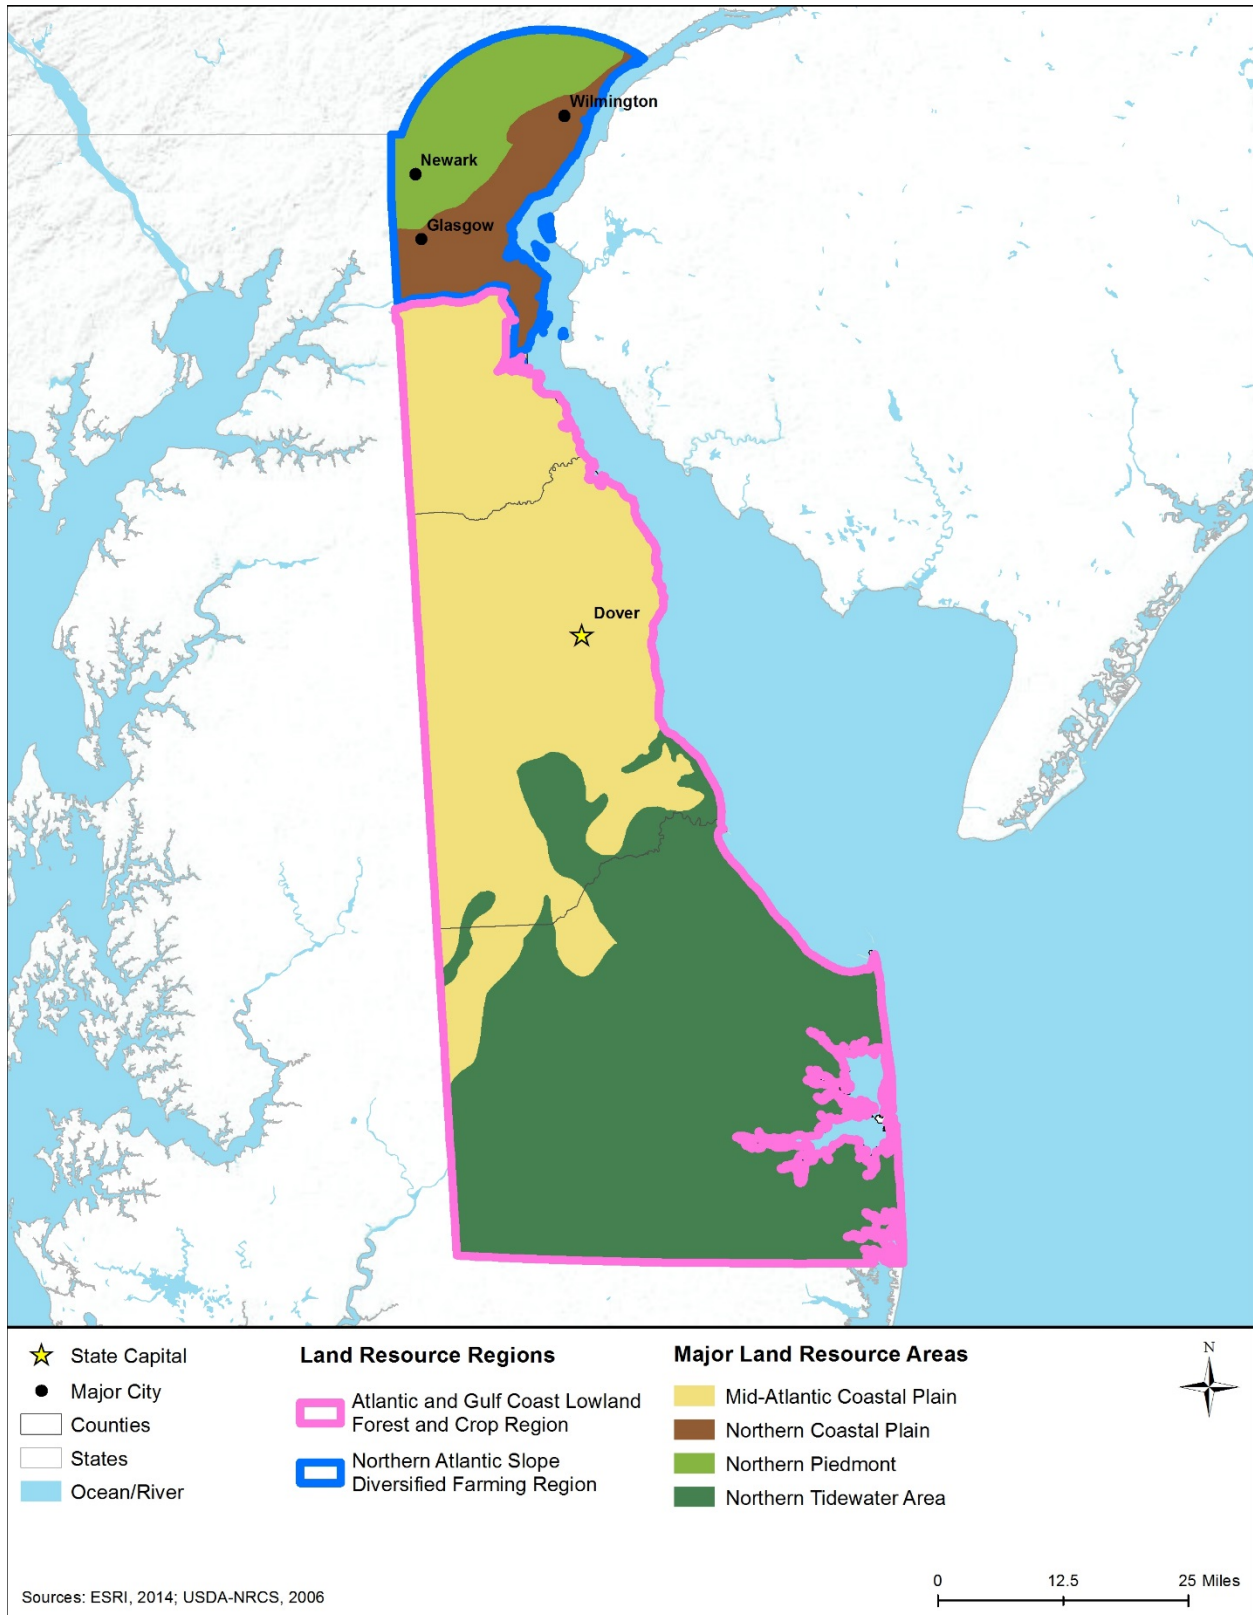 Wilmington
Newark
Glasgow
Dover
State Capital
Major City
Counties
States
Ocean/River
Land Resource Regions
Atlantic and Gulf Coast Lowland
Forest and Crop Region
Northern Atlantic Slope
Diversified Farming Region
Major Land Resource Areas
Mid-Atlantic Coastal Plain
Northern Coastal Plain
Northern Piedmont
Northern Tidewater Area
N
Sources: ESRI, 2014; USDA-NRCS, 2006
0 12.5 25 Miles